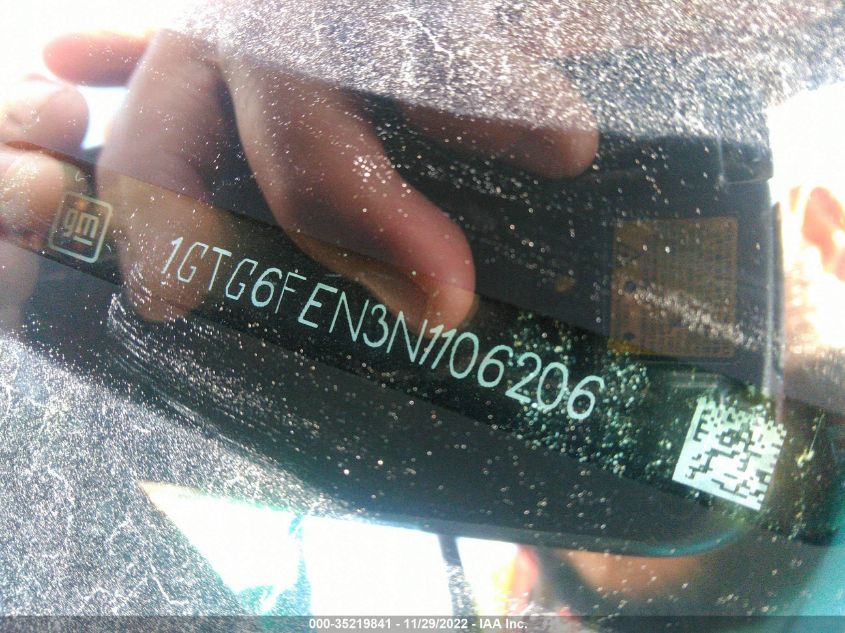 gm
1GTG6FEN3N1106206
000-35219841 - 11/29/2022 - IAA Inc.